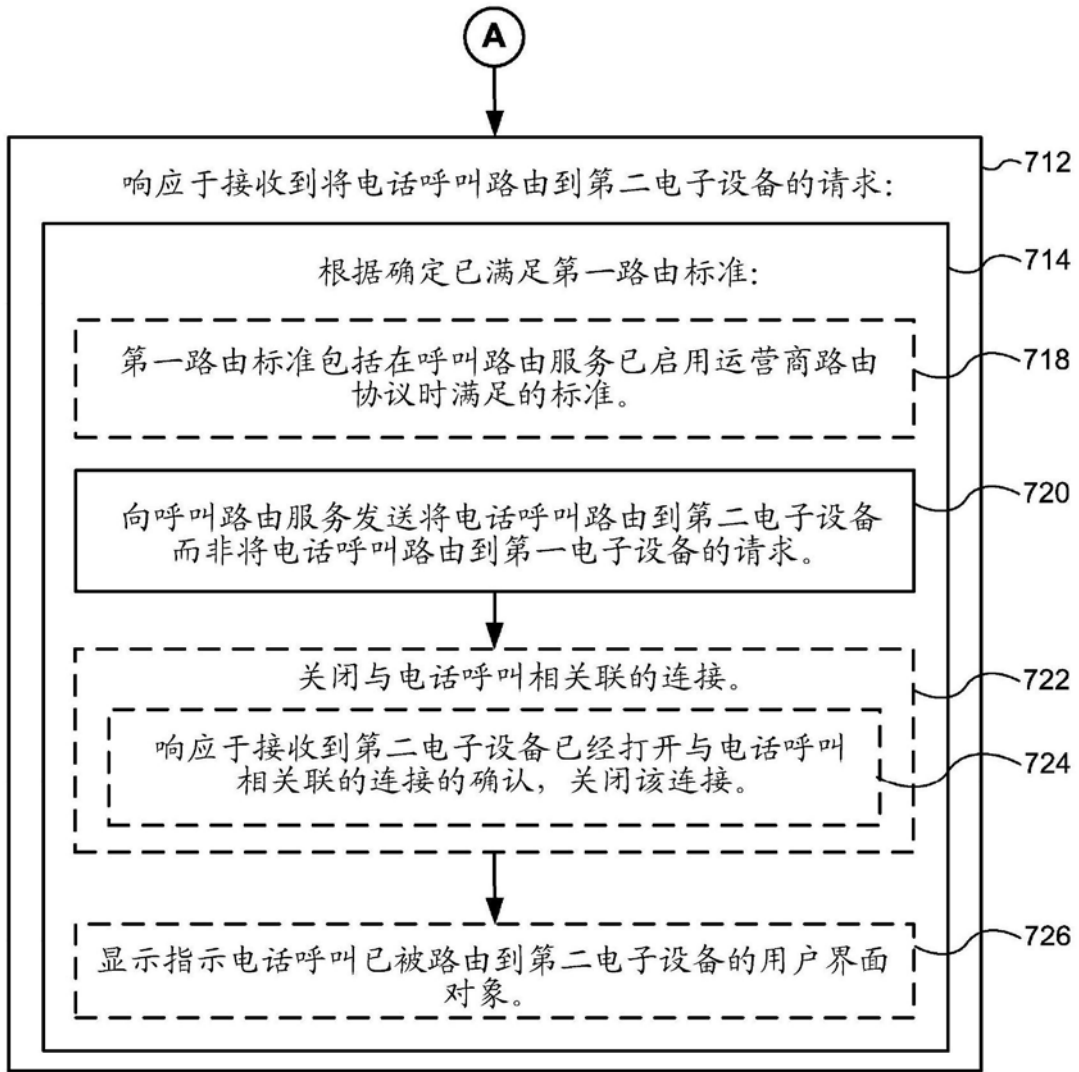 A
响应于接收到将电话呼叫路由到第二电子设备的请求：
712
根据确定已满足第一路由标准：
714
第一路由标准包括在呼叫路由服务已启用运营商路由
协议时满足的标准。
718
向呼叫路由服务发送将电话呼叫路由到第二电子设备
而非将电话呼叫路由到第一电子设备的请求。
720
关闭与电话呼叫相关联的连接。
722
响应于接收到第二电子设备已经打开与电话呼叫
相关联的连接的确认，关闭该连接。
724
显示指示电话呼叫已被路由到第二电子设备的用户界面
对象。
726